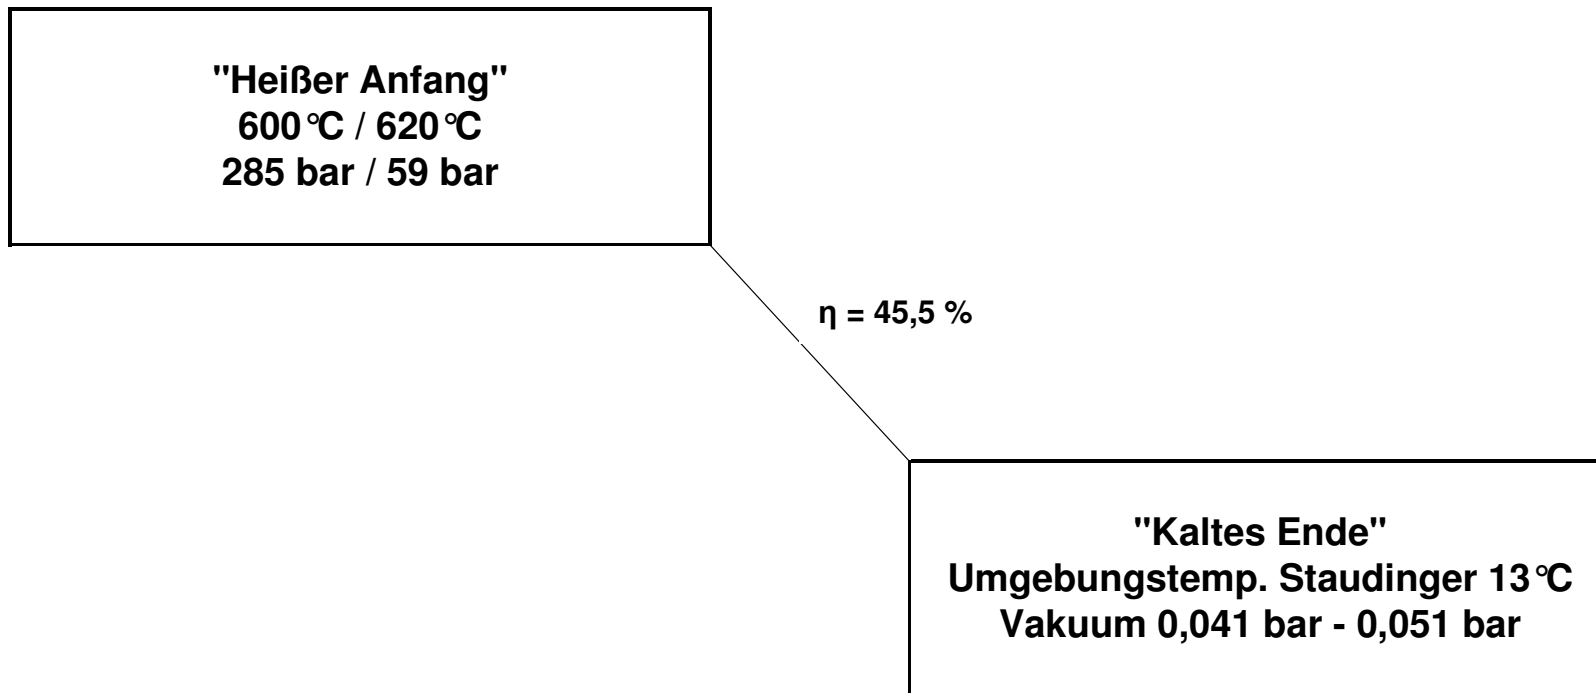 "Heißer Anfang"
600°C / 620°C
285 bar / 59 bar
η = 45,5 %
"Kaltes Ende"
Umgebungstemp. Staudinger 13°C
Vakuum 0,041 bar - 0,051 bar